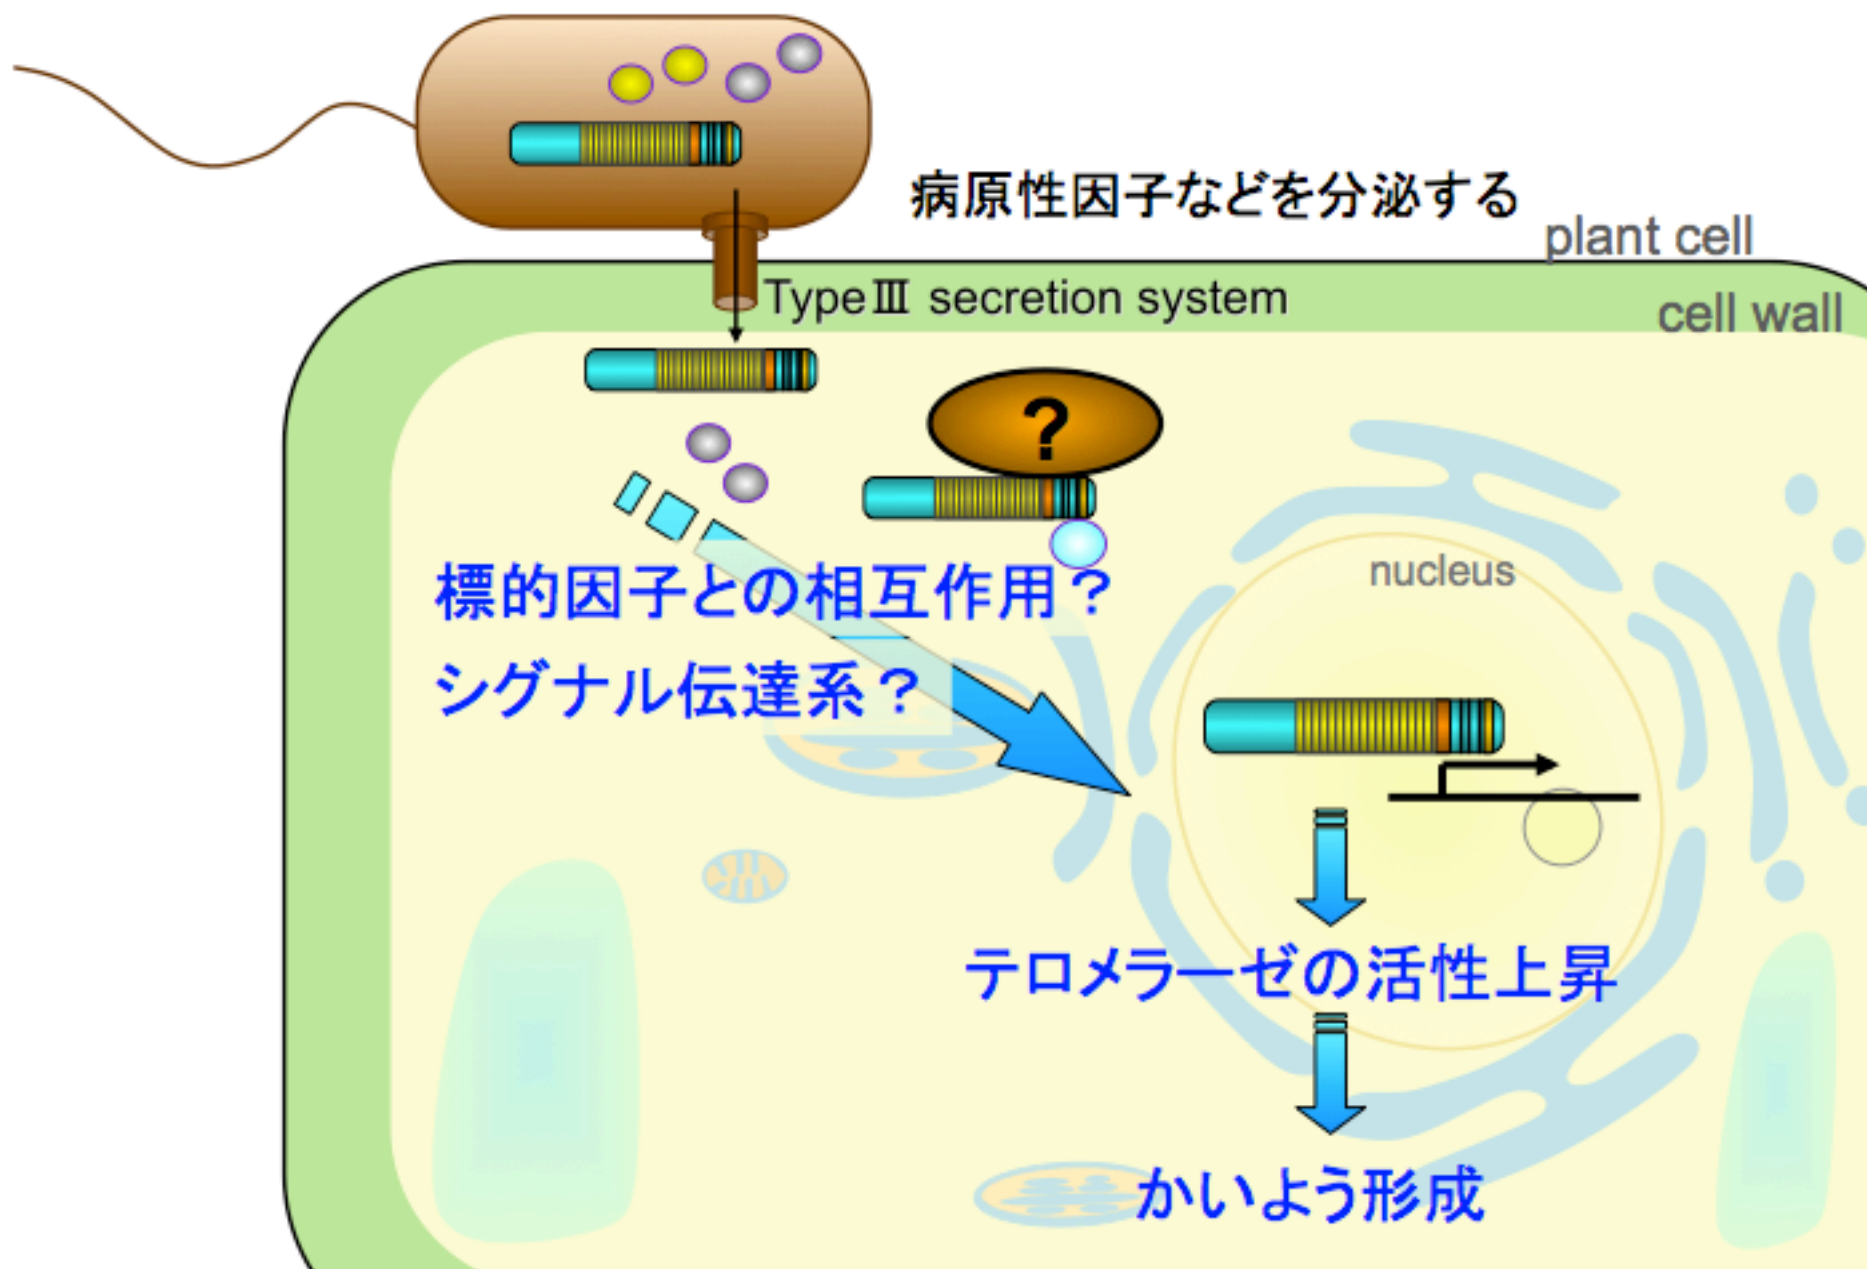 病原性因子などを分泌する
plant cell
TypeⅢ secretion system
cell wall
?
標的因子との相互作用？
nucleus
シグナル伝達系？
テロメラーゼの活性上昇
かいよう形成